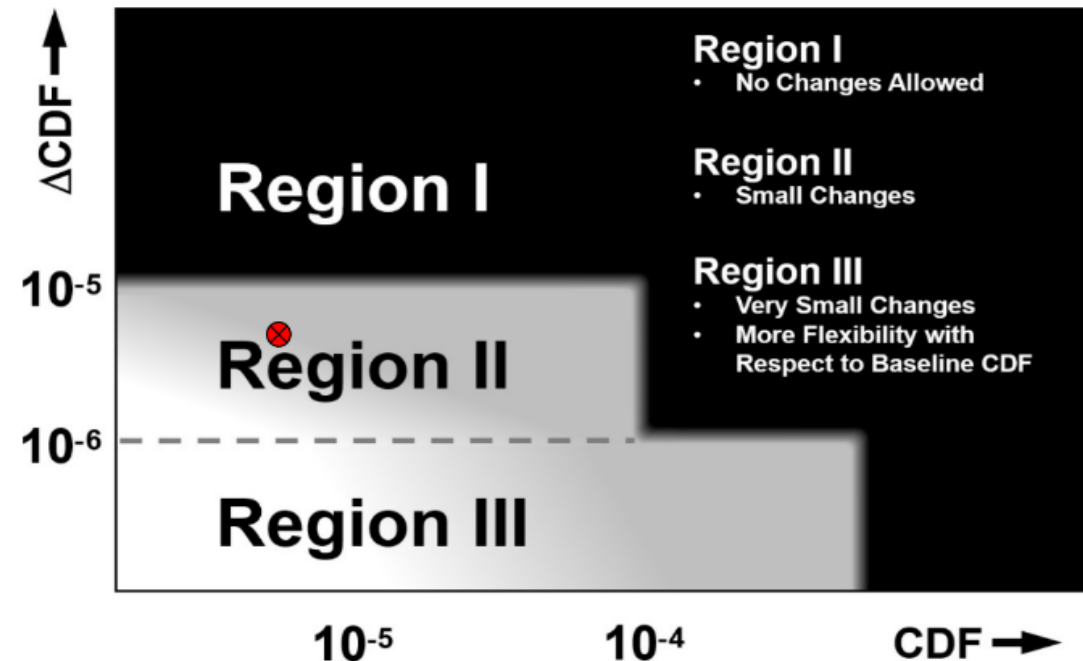 ΔCDF →
Region I
• No Changes Allowed
Region II
• Small Changes
Region III
• Very Small Changes
• More Flexibility with
Respect to Baseline CDF
Region I
10⁻⁵
Region II
10⁻⁶
Region III
10⁻⁵
10⁻⁴
CDF →